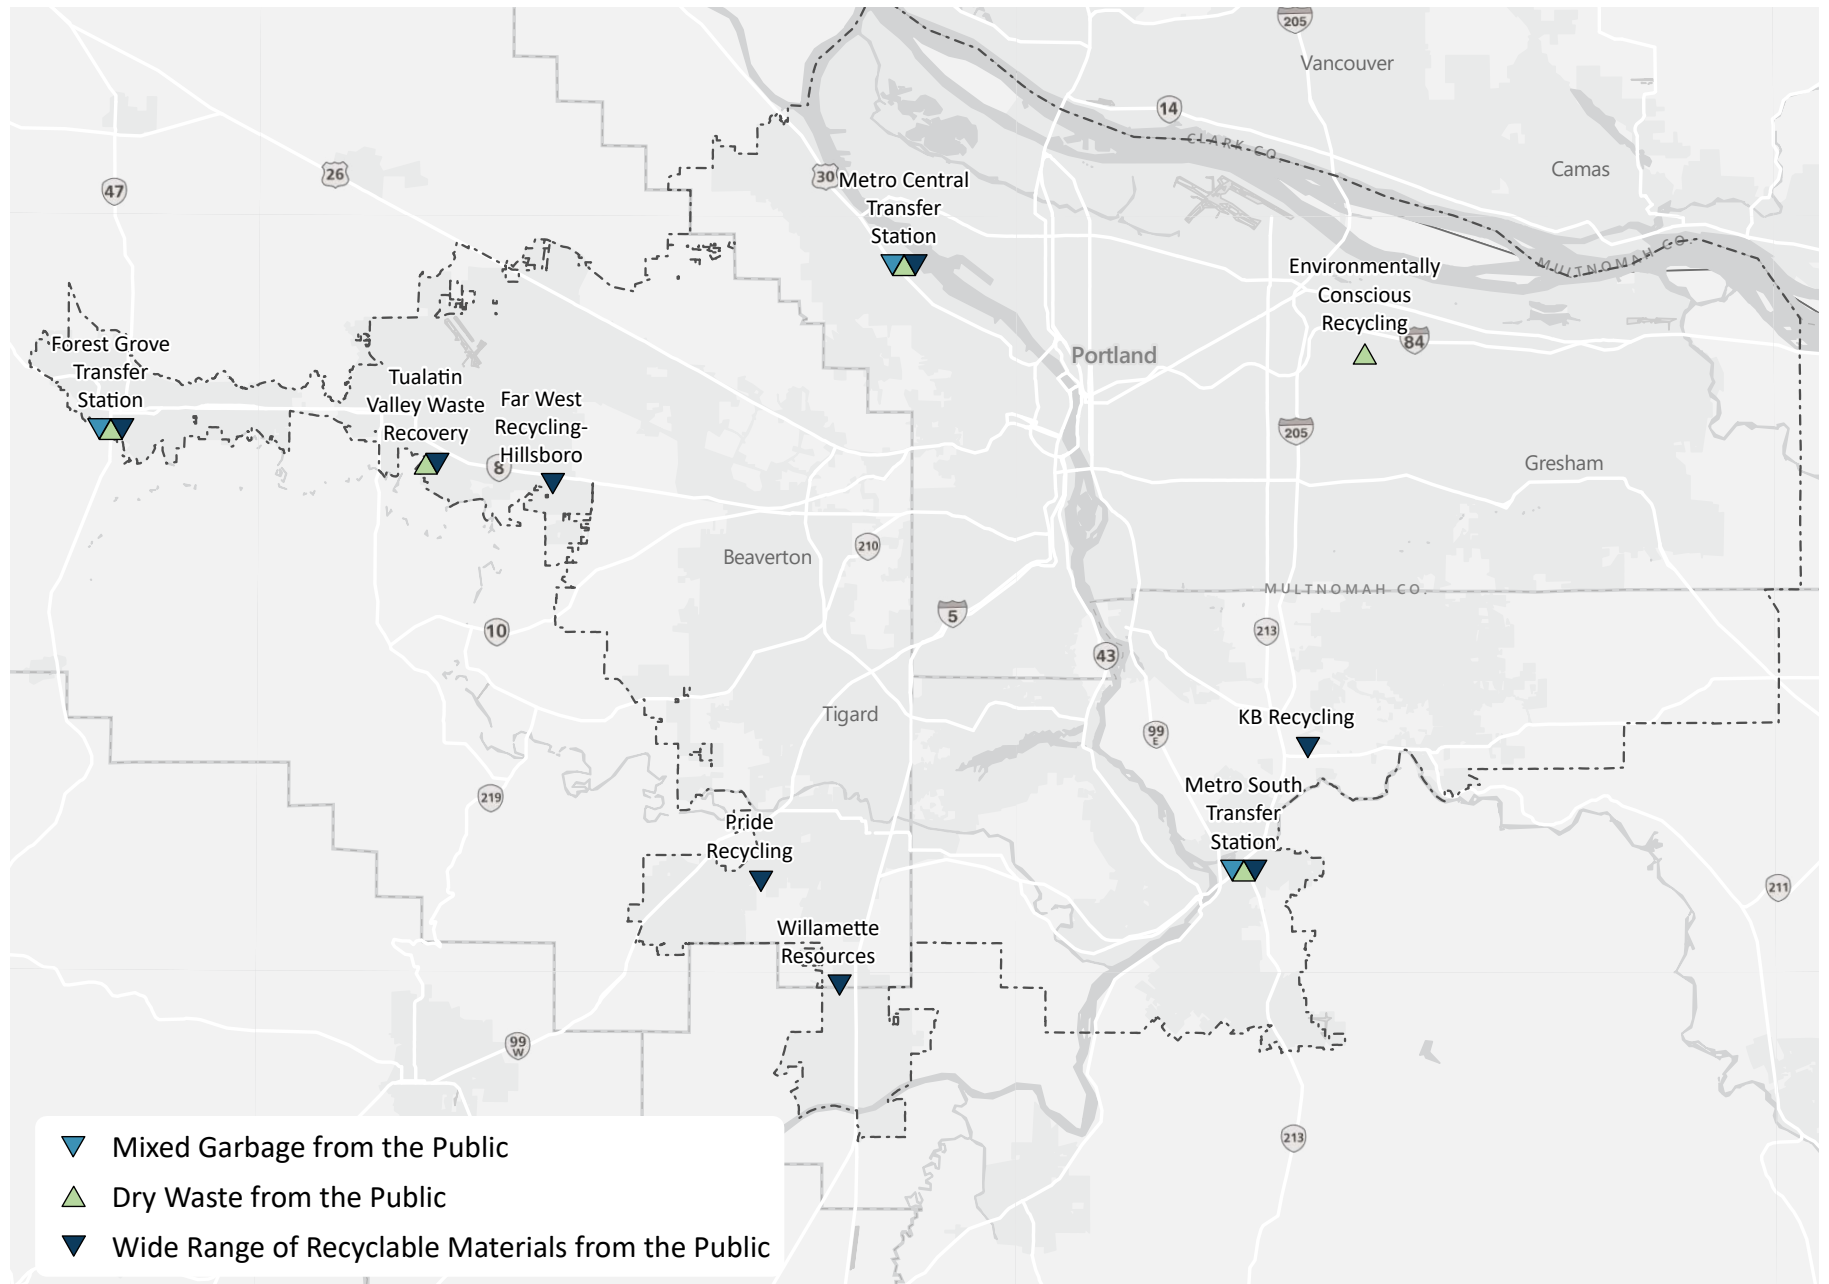 205
Vancouver
14
CLARK CO.
Camas
26
47
30
Metro Central
Transfer
Station
MULTNOMAH CO.
Environmentally
Conscious
Recycling
84
Portland
Forest Grove
Transfer
Station
Tualatin
Valley Waste
Recovery
Far West
Recycling-
Hillsboro
8
205
Gresham
Beaverton
210
MULTNOMAH CO.
5
10
213
43
Tigard
KB Recycling
99
E
219
Metro South
Transfer
Station
Pride
Recycling
211
Willamette
Resources
99
W
213
Mixed Garbage from the Public
Dry Waste from the Public
Wide Range of Recyclable Materials from the Public